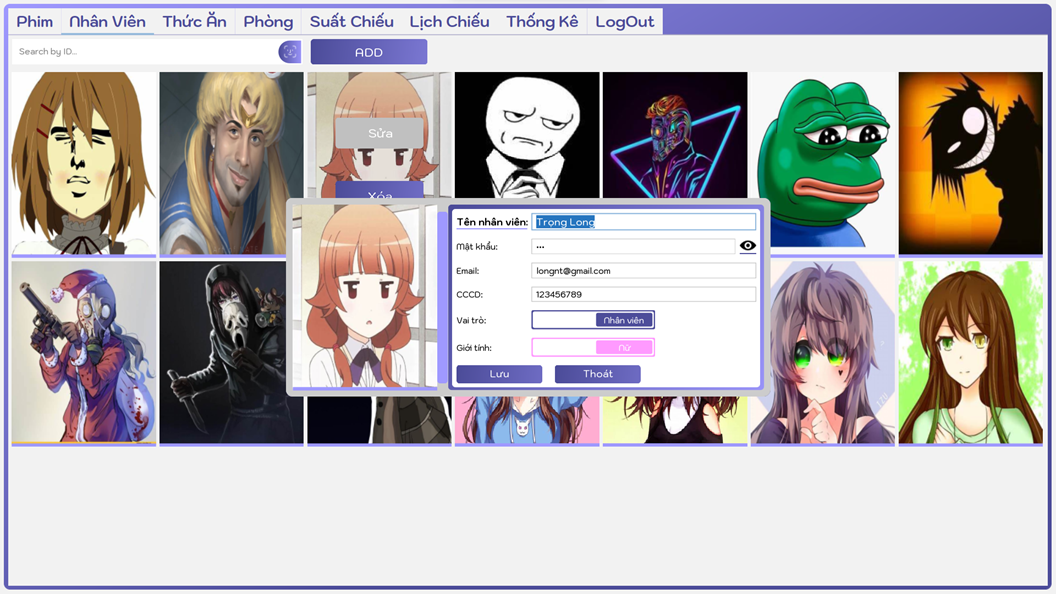 Phim Nhân Viên Thức Ăn Phòng Suất Chiếu Lịch Chiếu Thống Kê LogOut
Search by ID...
ADD
Sửa
Xóa
Tên nhân viên: Trọng Long
Mật khẩu: •••
Email: longnt@gmail.com
CCCD: 123456789
Vai trò: Nhân viên
Giới tính: Nữ
Lưu Thoát